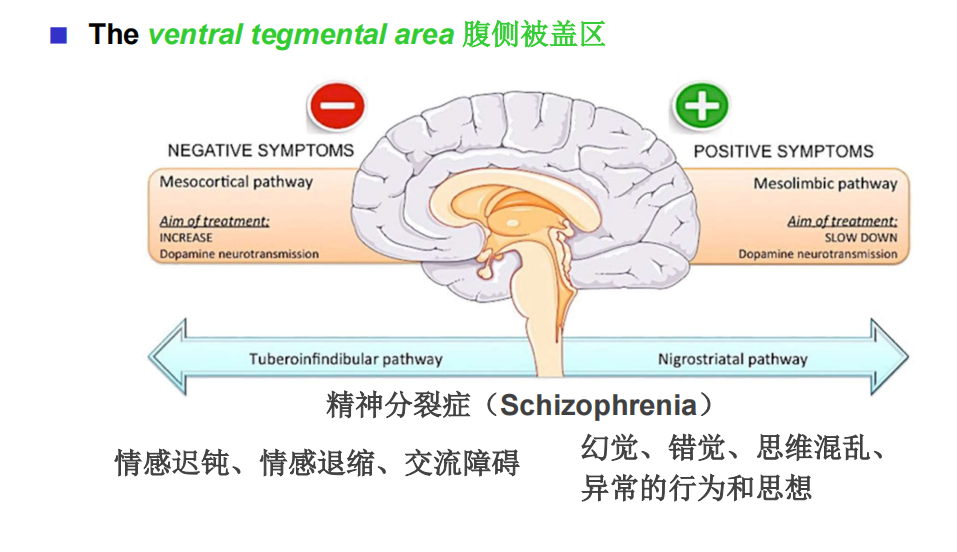 The ventral tegmental area 腹侧被盖区
NEGATIVE SYMPTOMS
Mesocortical pathway
Aim of treatment:
INCREASE
Dopamine neurotransmission
POSITIVE SYMPTOMS
Mesolimbic pathway
Aim of treatment:
SLOW DOWN
Dopamine neurotransmission
Tuberoinfindibular pathway
Nigrostriatal pathway
精神分裂症（Schizophrenia）
情感迟钝、情感退缩、交流障碍
幻觉、错觉、思维混乱、
异常的行为和思想